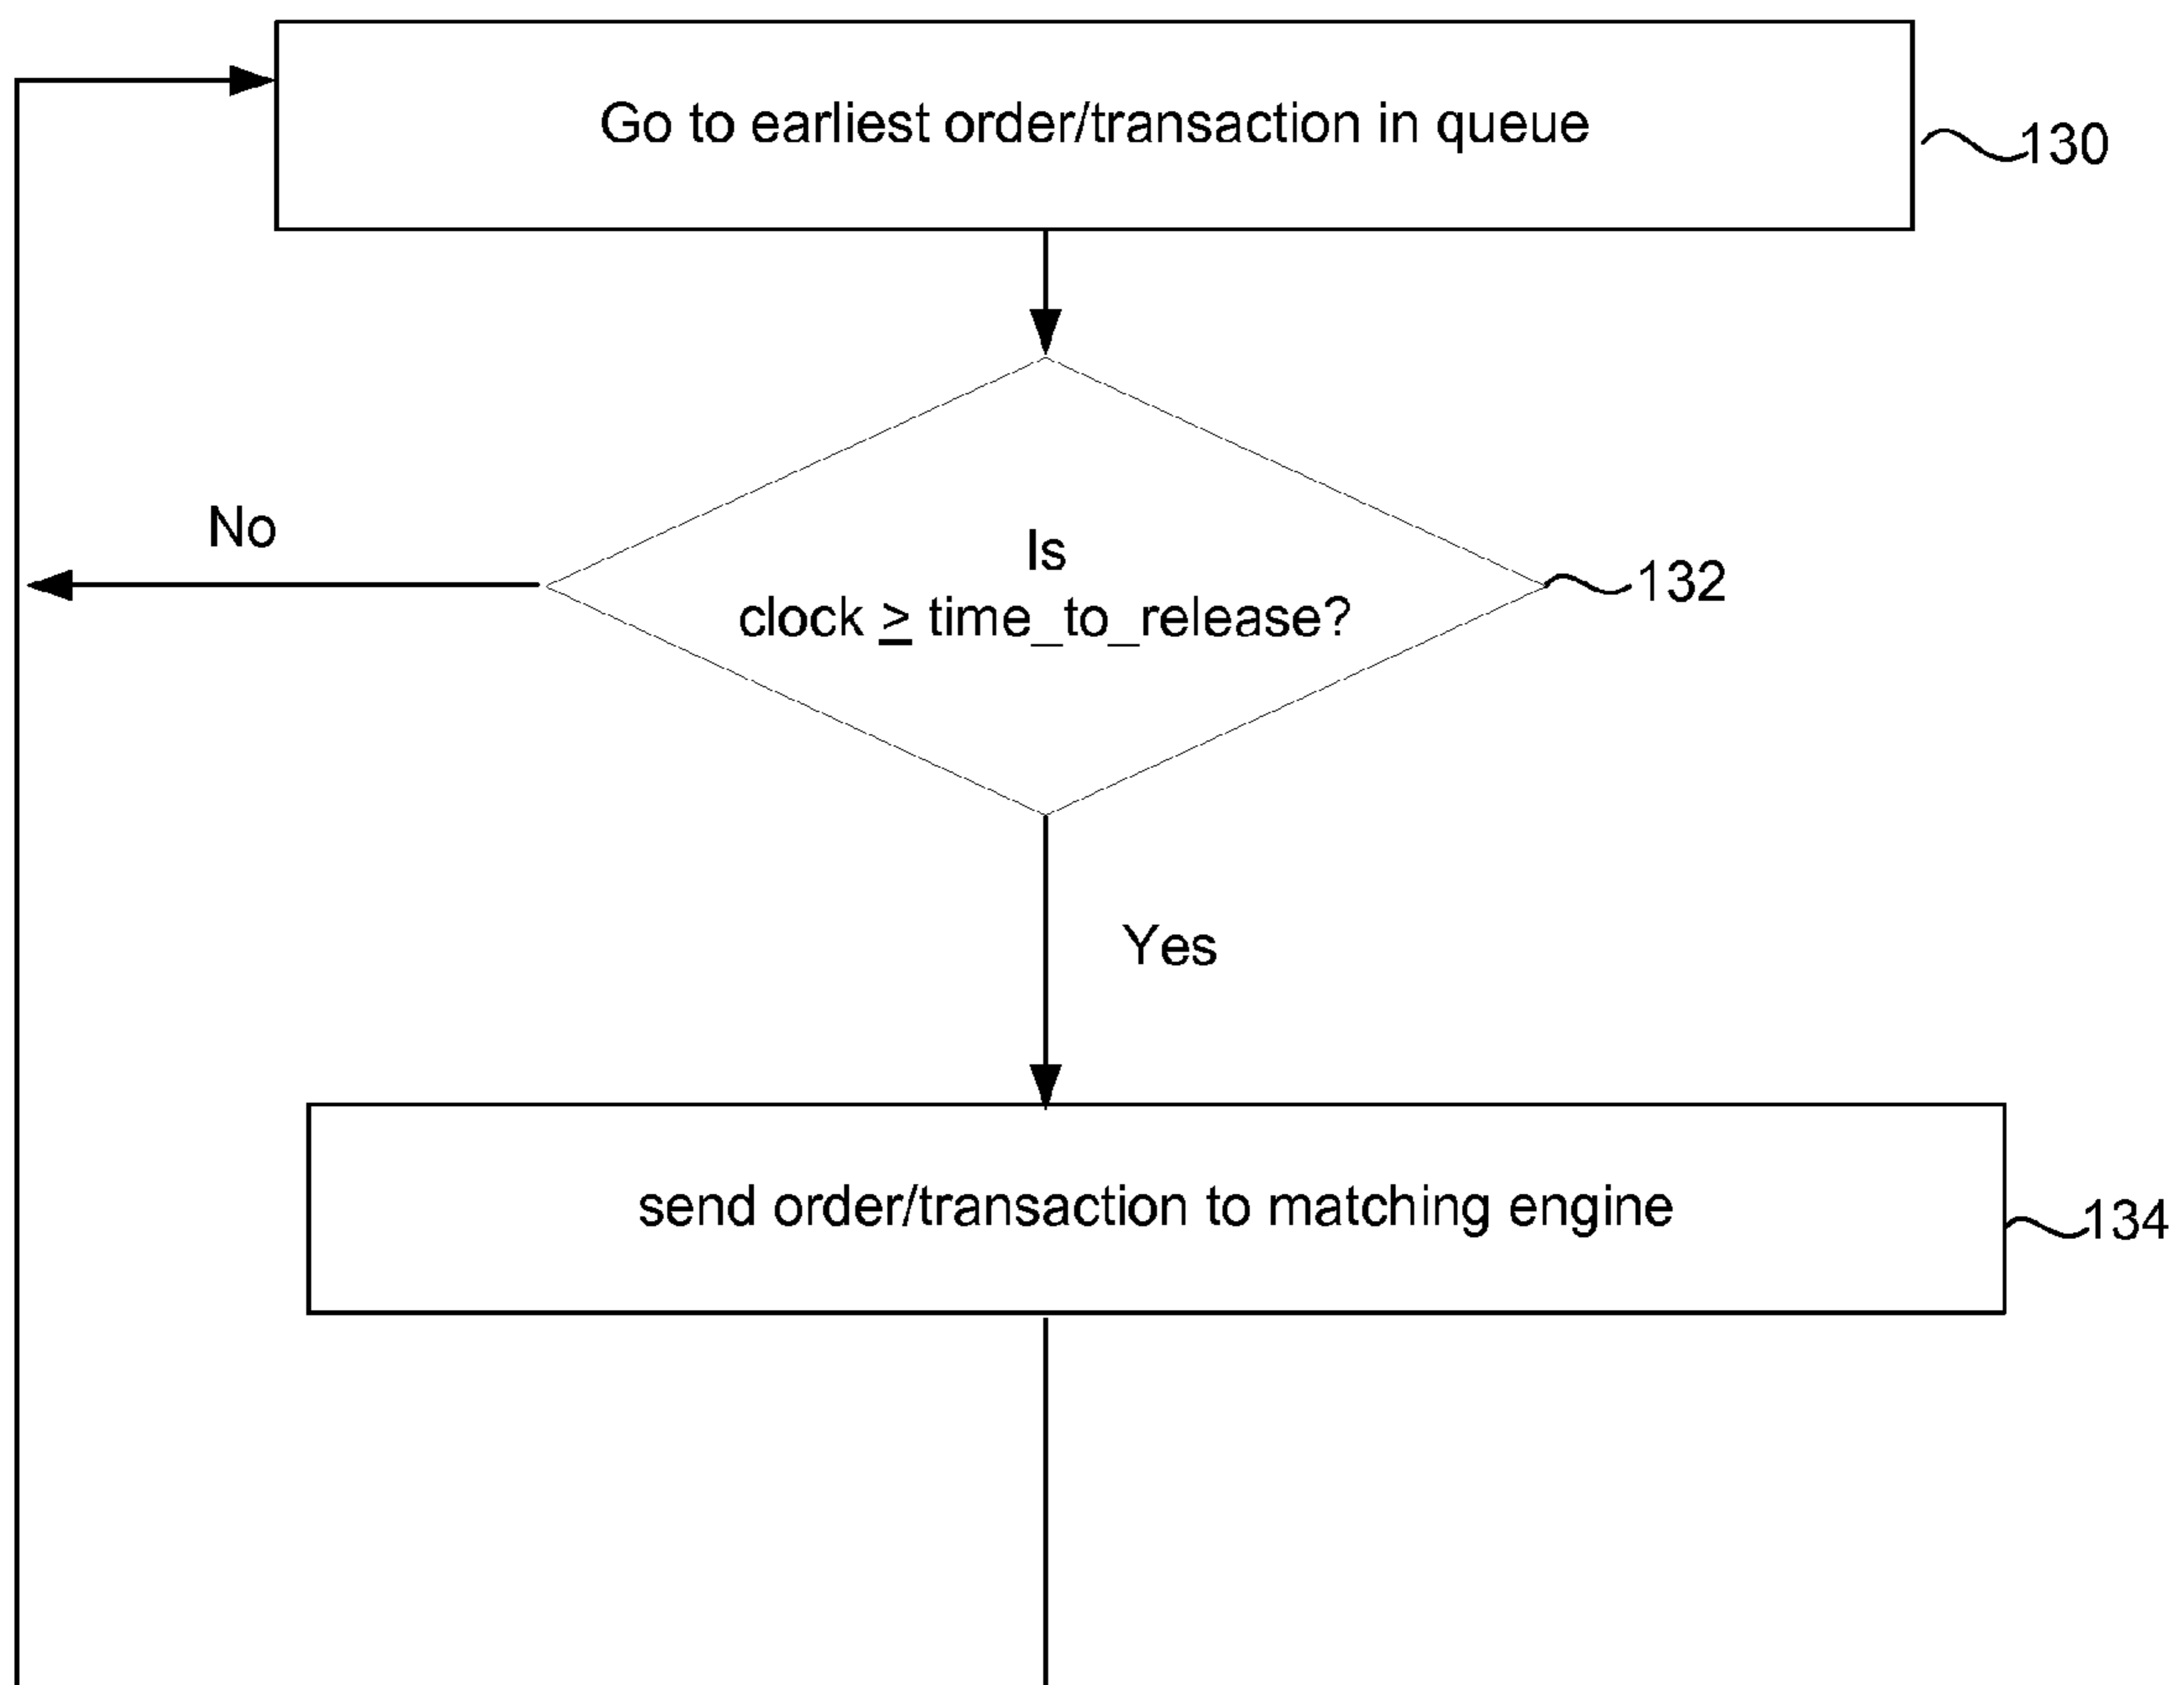 Go to earliest order/transaction in queue
130
No
Is
clock ≥ time_to_release?
132
Yes
send order/transaction to matching engine
134